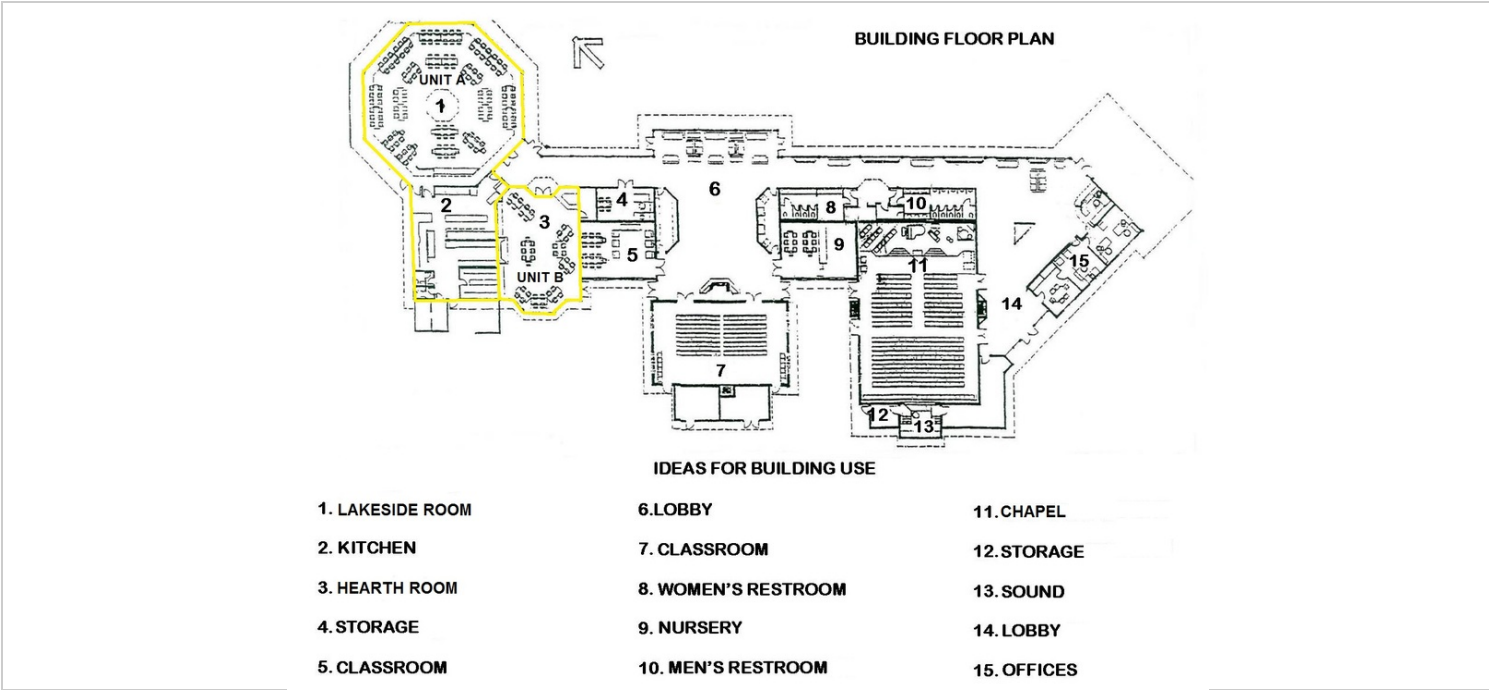 BUILDING FLOOR PLAN
UNIT A
1
2
3
UNIT B
4
5
6
7
8
9
10
11
12
13
14
15
IDEAS FOR BUILDING USE
1. LAKESIDE ROOM
2. KITCHEN
3. HEARTH ROOM
4. STORAGE
5. CLASSROOM
6.LOBBY
7. CLASSROOM
8. WOMEN'S RESTROOM
9. NURSERY
10. MEN'S RESTROOM
11. CHAPEL
12. STORAGE
13. SOUND
14. LOBBY
15. OFFICES